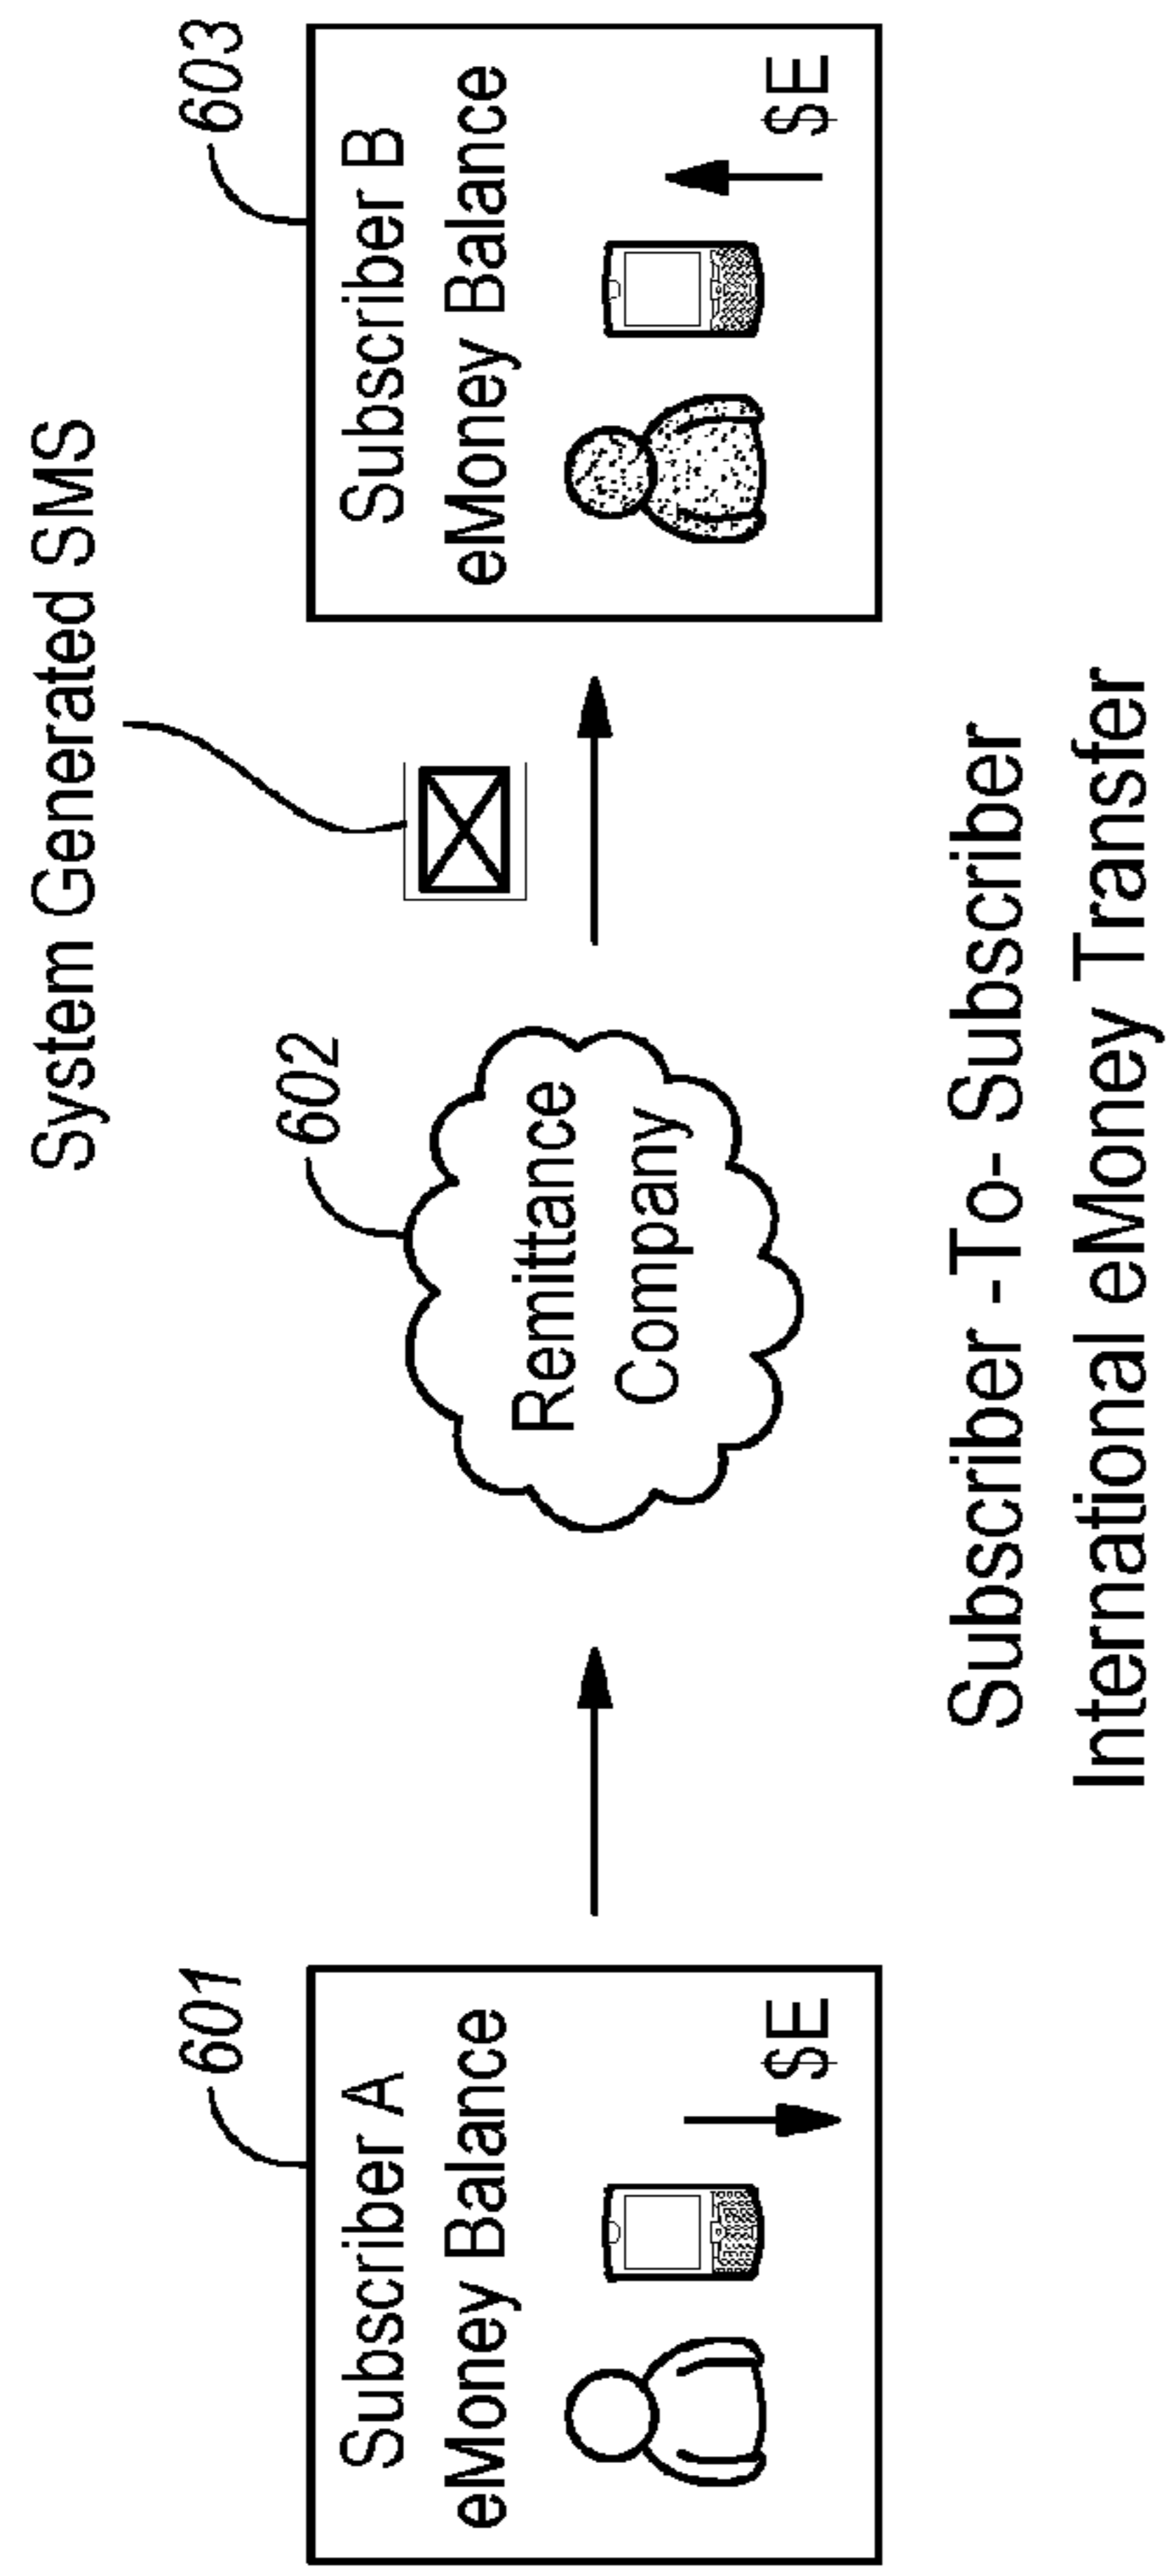 System Generated SMS
601
Subscriber A
eMoney Balance
$E
602
Remittance
Company
603
Subscriber B
eMoney Balance
$E
Subscriber -To- Subscriber
International eMoney Transfer